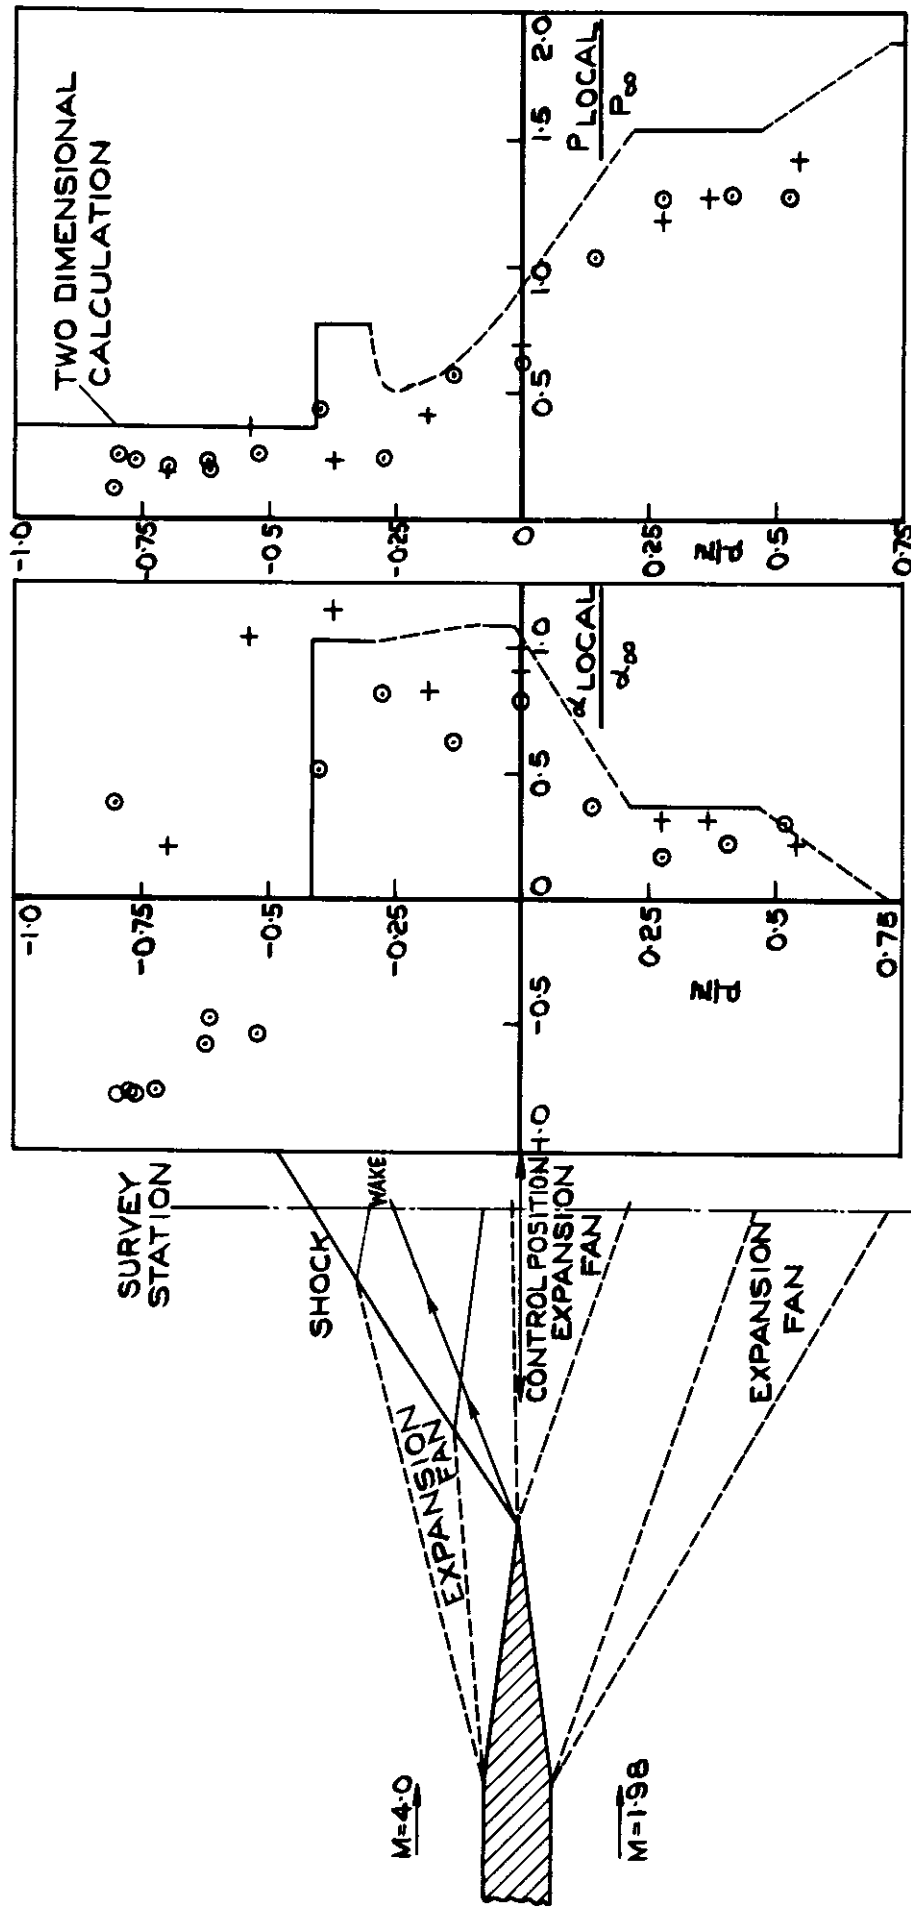 M=4.0
M=1.98
EXPANSION
FAN
SHOCK
WAKE
SURVEY
STATION
CONTROL POSITION
EXPANSION
FAN
EXPANSION
FAN
-1.0
-0.75
-0.5
-0.25
0
0.25
0.5
0.75
-1.0
-0.5
0.5
1.0
α LOCAL
α∞
z/d
TWO DIMENSIONAL
CALCULATION
-1.0
-0.75
-0.5
-0.25
0
0.25
0.5
0.75
0.5
1.0
1.5
2.0
P LOCAL
P∞
z/d